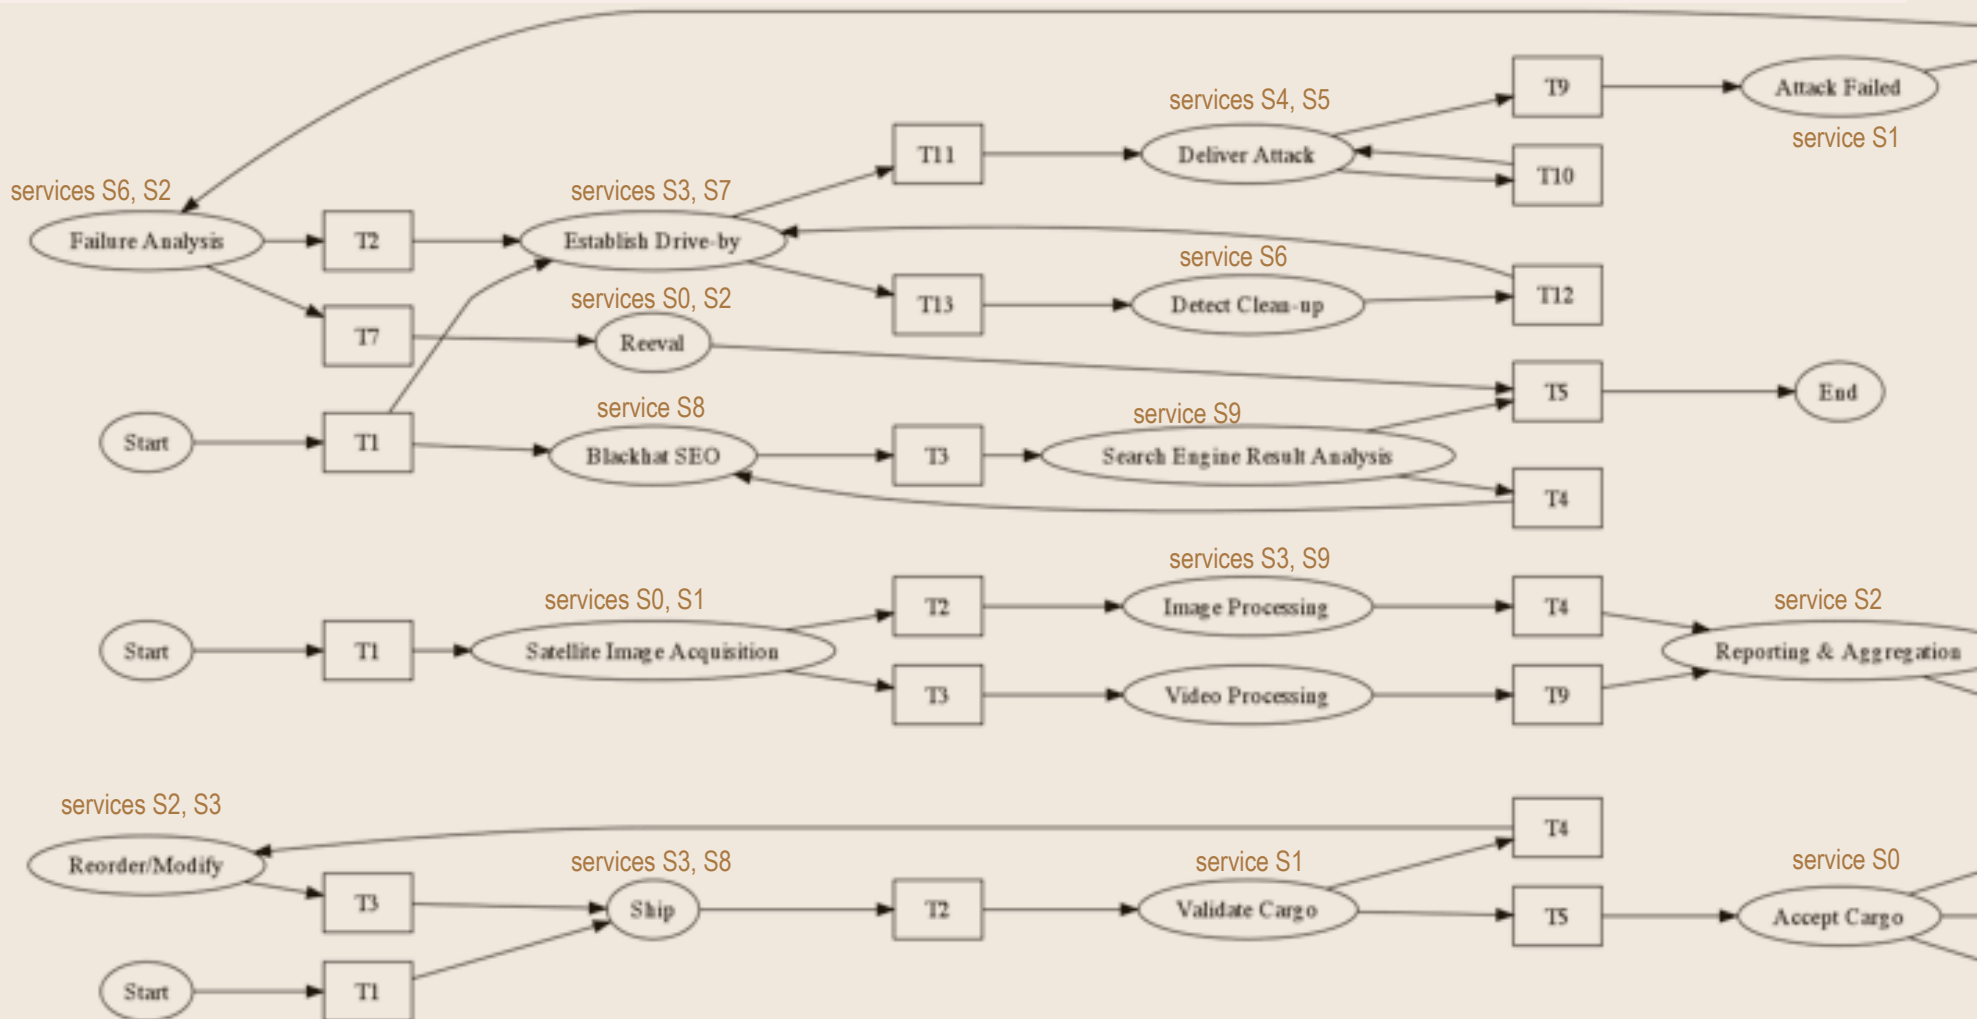 services S4, S5
T9
Attack Failed
service S1
T11
Deliver Attack
T10
services S6, S2
services S3, S7
Failure Analysis
T2
Establish Drive-by
service S6
T13
Detect Clean-up
T12
services S0, S2
T7
Reeval
T5
End
service S8
service S9
Start
T1
Blackhat SEO
T3
Search Engine Result Analysis
T4
services S3, S9
services S0, S1
T2
Image Processing
T4
service S2
Start
T1
Satellite Image Acquisition
Reporting & Aggregation
T3
Video Processing
T9
services S2, S3
T4
Reorder/Modify
services S3, S8
service S1
service S0
T3
Ship
T2
Validate Cargo
T5
Accept Cargo
Start
T1